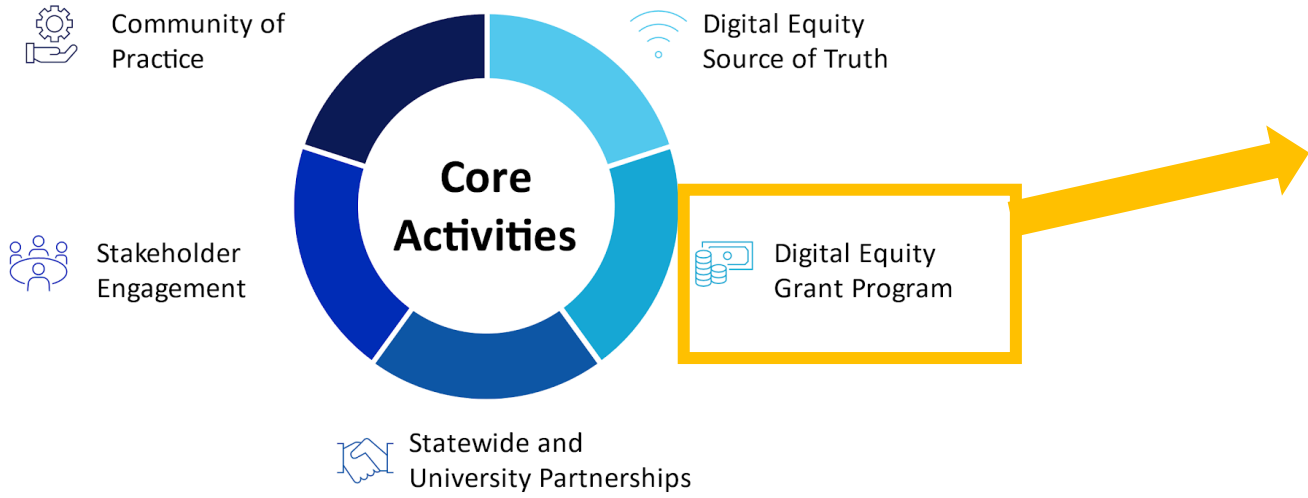 Community of
Practice
Digital Equity
Source of Truth
Core
Activities
Stakeholder
Engagement
Digital Equity
Grant Program
Statewide and
University Partnerships